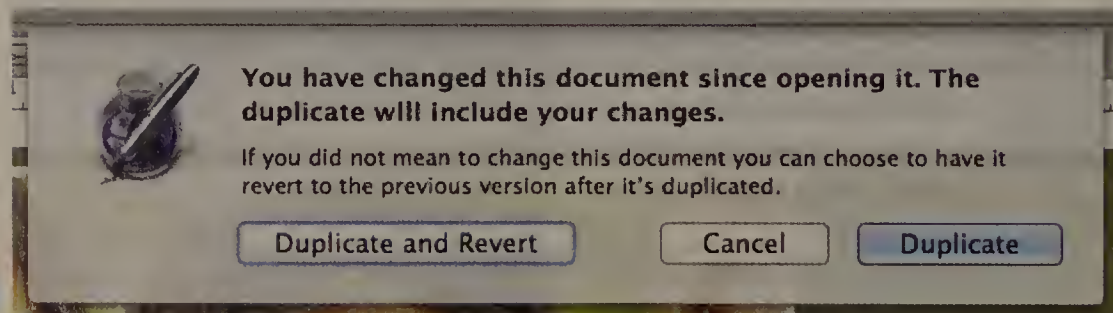 You have changed this document since opening it. The
duplicate will include your changes.
If you did not mean to change this document you can choose to have it
revert to the previous version after it's duplicated.
Duplicate and Revert
Cancel
Duplicate